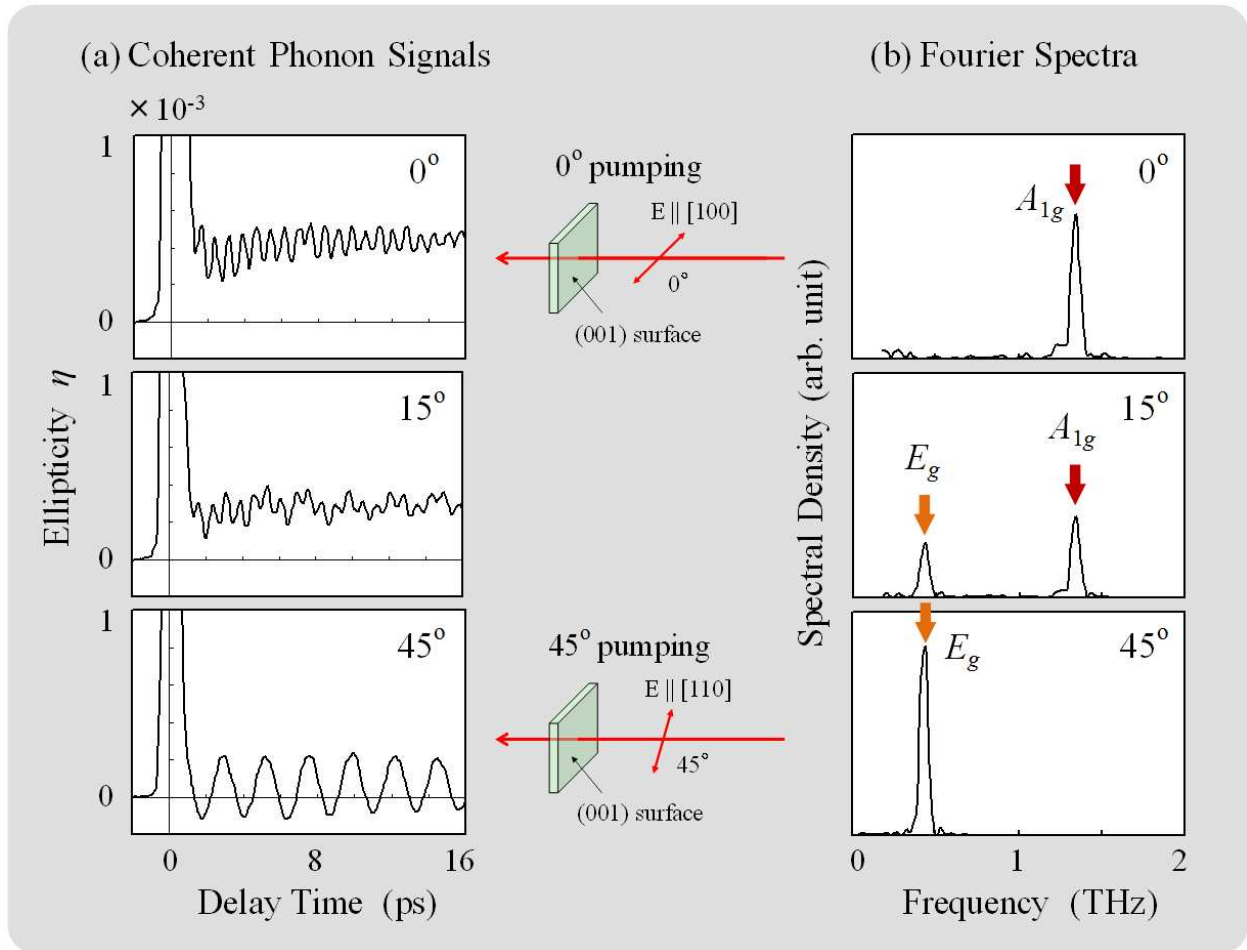 (a) Coherent Phonon Signals
× 10⁻³
1
0°
0
1
15°
0
1
45°
0
0
8
16
Delay Time (ps)
Ellipticity η
0° pumping
E || [100]
0°
(001) surface
45° pumping
E || [110]
45°
(001) surface
(b) Fourier Spectra
0°
A₁g
15°
A₁g
E_g
45°
E_g
0
1
2
Frequency (THz)
Spectral Density (arb. unit)